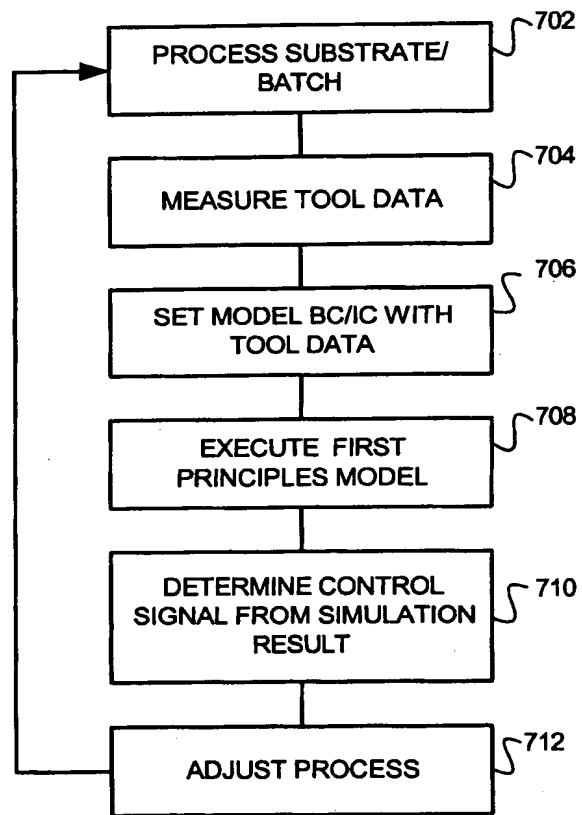 702
PROCESS SUBSTRATE/
BATCH
704
MEASURE TOOL DATA
706
SET MODEL BC/IC WITH
TOOL DATA
708
EXECUTE FIRST
PRINCIPLES MODEL
710
DETERMINE CONTROL
SIGNAL FROM SIMULATION
RESULT
712
ADJUST PROCESS